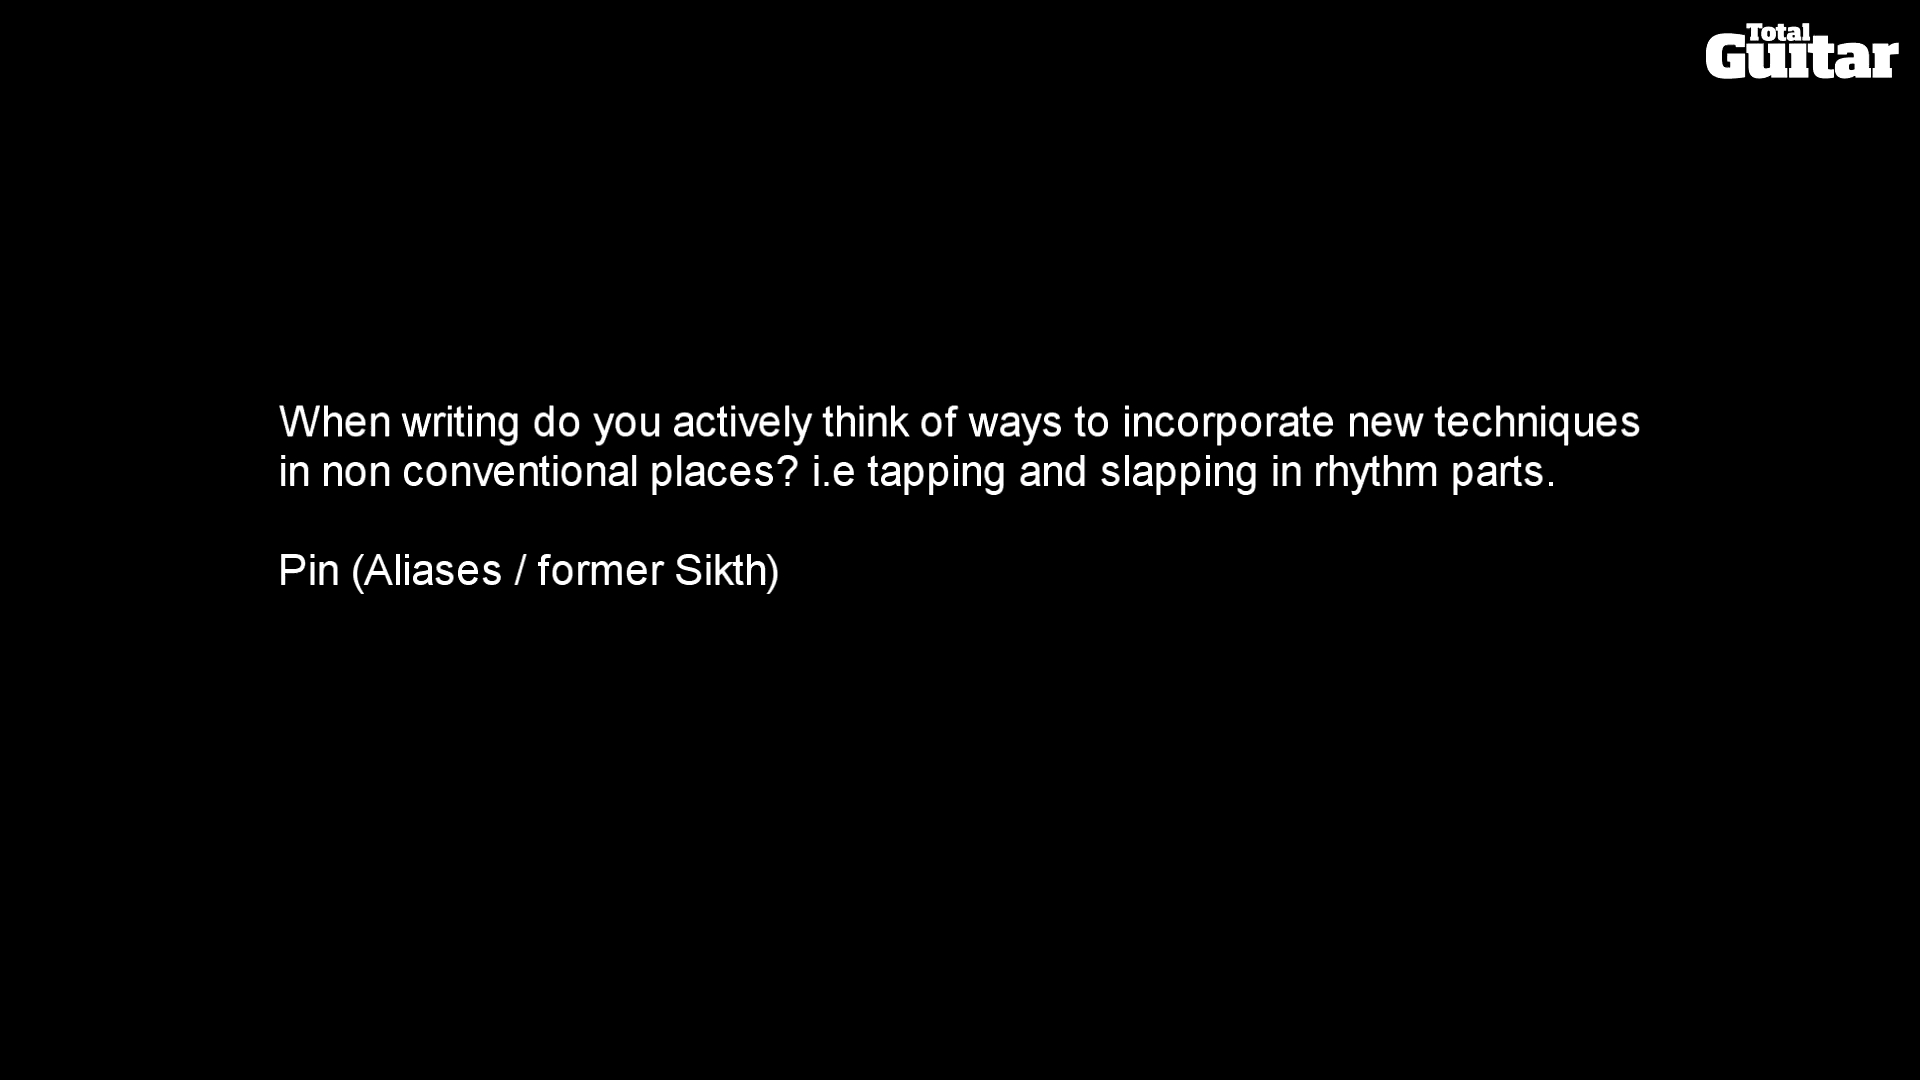 Total
Guitar
When writing do you actively think of ways to incorporate new techniques
in non conventional places? i.e tapping and slapping in rhythm parts.
Pin (Aliases / former Sikth)